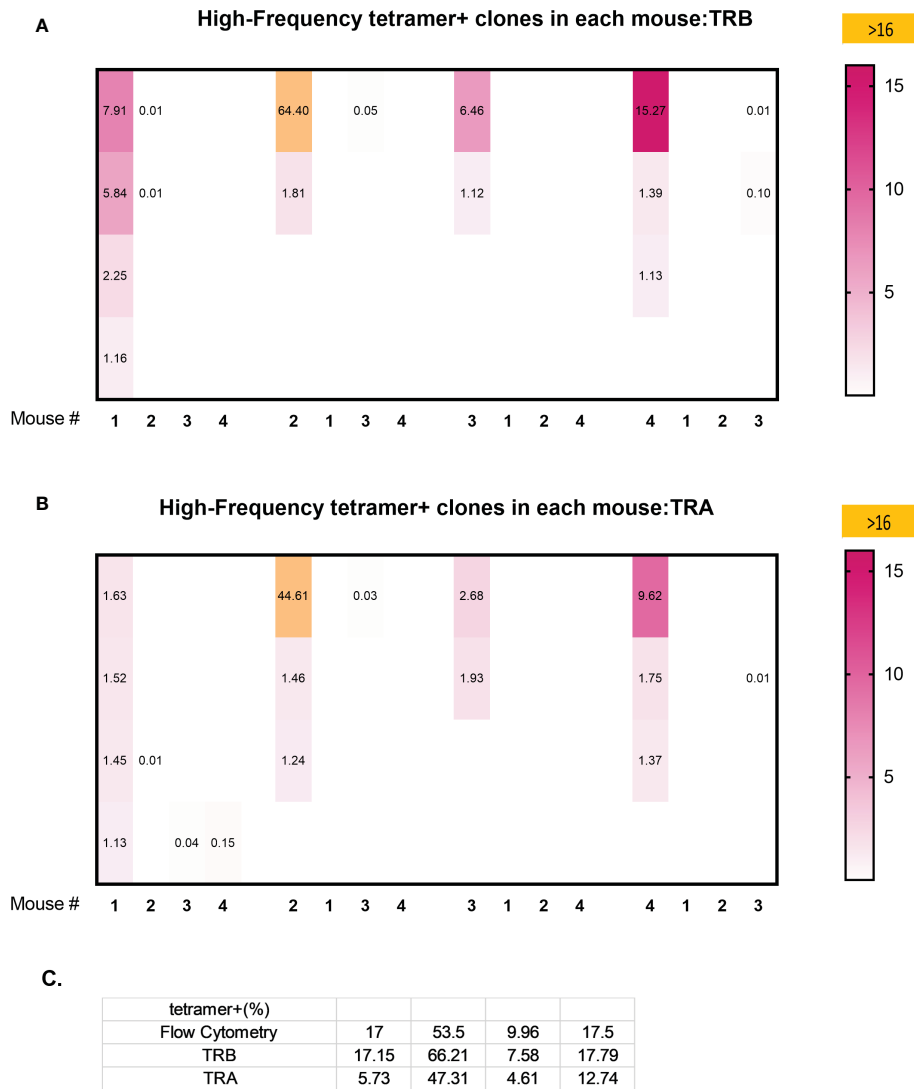 A
High-Frequency tetramer+ clones in each mouse:TRB
>16
7.91 0.01 64.40 0.05 6.46 15.27 0.01
15
5.84 0.01 1.81 1.12 1.39 0.10
10
2.25 1.13
5
1.16
Mouse # 1 2 3 4 2 1 3 4 3 1 2 4 4 1 2 3
B
High-Frequency tetramer+ clones in each mouse:TRA
>16
1.63 44.61 0.03 2.68 9.62
15
1.52 1.46 1.93 1.75 0.01
10
1.45 0.01 1.24 1.37
5
1.13 0.04 0.15
Mouse # 1 2 3 4 2 1 3 4 3 1 2 4 4 1 2 3
C.
tetramer+(%)
Flow Cytometry 17 53.5 9.96 17.5
TRB 17.15 66.21 7.58 17.79
TRA 5.73 47.31 4.61 12.74